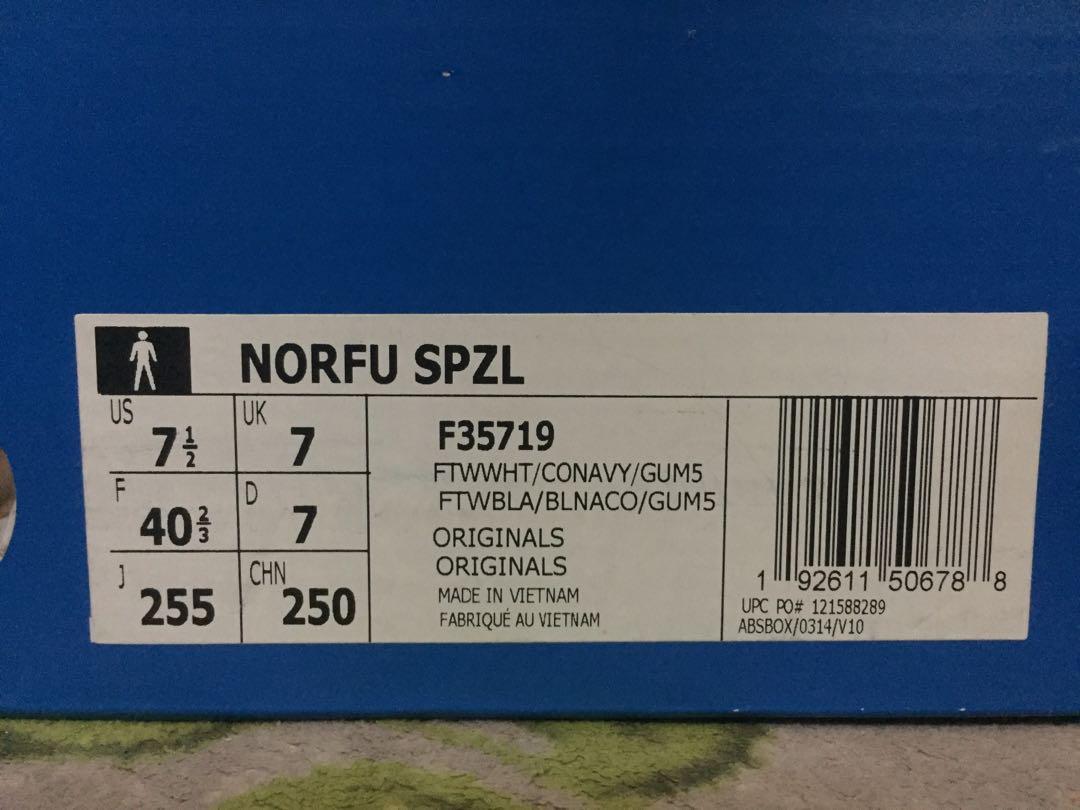 NORFU SPZL
US 7 1/2 UK 7
F 40 2/3 D 7
J 255 CHN 250
F35719
FTWWHT/CONAVY/GUM5
FTWBLA/BLNACO/GUM5
ORIGINALS
ORIGINALS
MADE IN VIETNAM
FABRIQUÉ AU VIETNAM
1 92611 50678 8
UPC PO# 121588289
ABSBOX/0314/V10